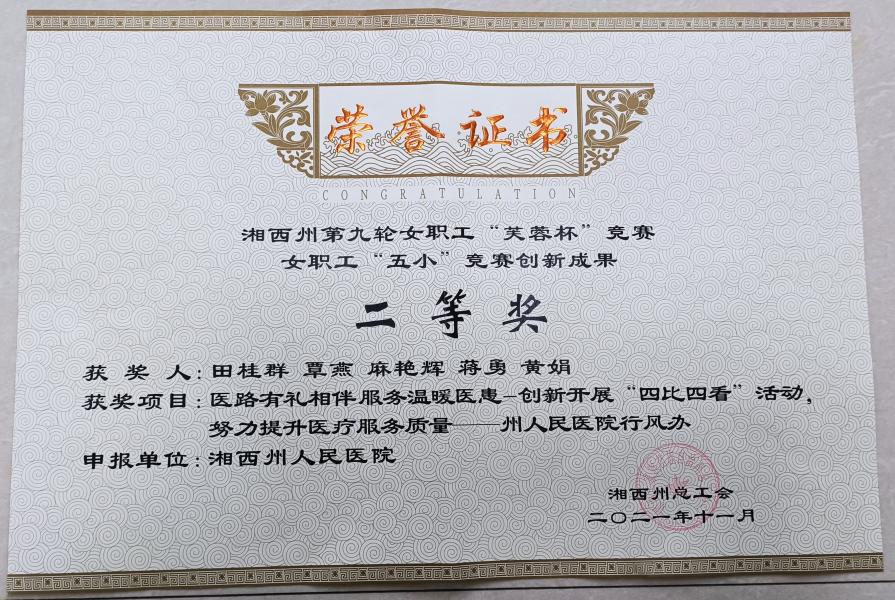 荣誉证书
CONGRATULATION
湘西州第九轮女职工“芙蓉杯”竞赛
女职工“五小”竞赛创新成果
二等奖
获奖人：田桂群 覃燕 麻艳辉 蒋勇 黄娟
获奖项目：医路有礼相伴服务温暖医患-创新开展“四比四看”活动，
努力提升医疗服务质量——州人民医院行风办
申报单位：湘西州人民医院
湘西州总工会
二〇二一年十一月